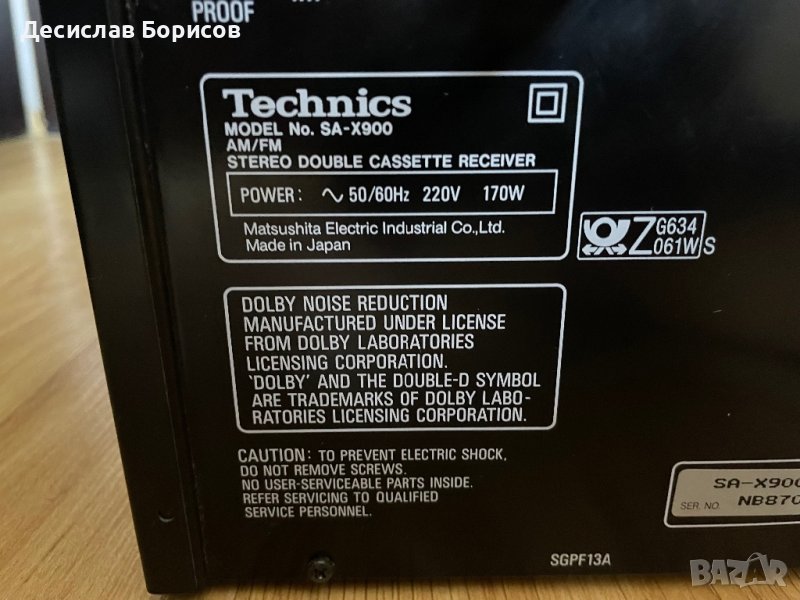 Десислав Борисов
PROOF
Technics
MODEL No. SA-X900
AM/FM
STEREO DOUBLE CASSETTE RECEIVER
POWER: ∿ 50/60Hz 220V 170W
Matsushita Electric Industrial Co.,Ltd.
Made in Japan
Z G634
061W S
DOLBY NOISE REDUCTION
MANUFACTURED UNDER LICENSE
FROM DOLBY LABORATORIES
LICENSING CORPORATION.
'DOLBY' AND THE DOUBLE-D SYMBOL
ARE TRADEMARKS OF DOLBY LABO-
RATORIES LICENSING CORPORATION.
CAUTION: TO PREVENT ELECTRIC SHOCK,
DO NOT REMOVE SCREWS.
NO USER-SERVICEABLE PARTS INSIDE.
REFER SERVICING TO QUALIFIED
SERVICE PERSONNEL.
SA-X900
SER. NO. NB870
SGPF13A
BAZAR